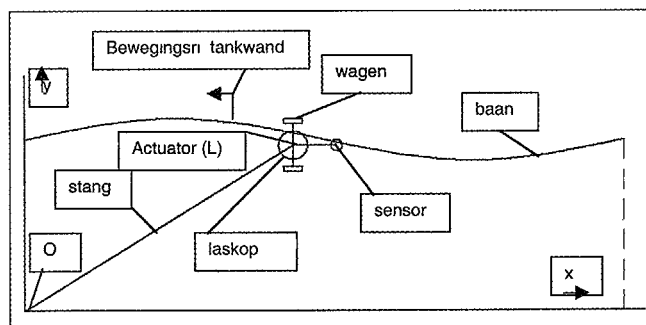 Bewegingsri tankwand
y
wagen
baan
Actuator (L)
stang
sensor
O
laskop
x